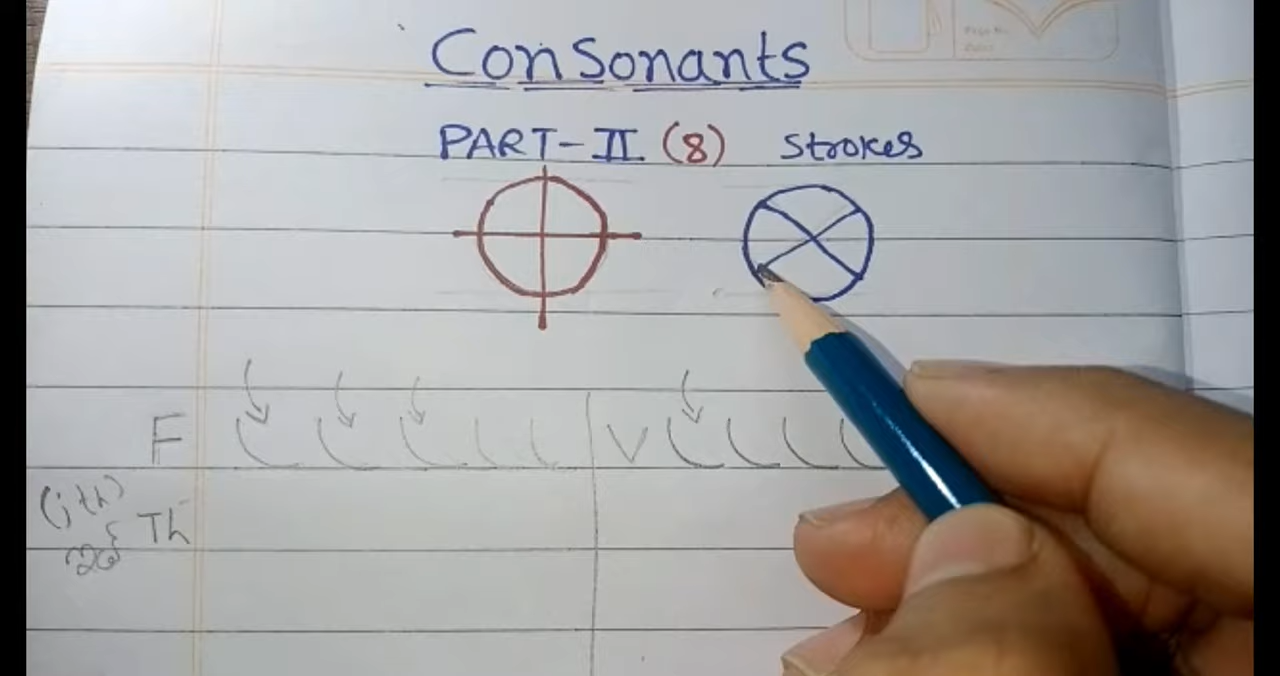 Consonants
PART-II (8) Strokes
F V
(ith)
Th